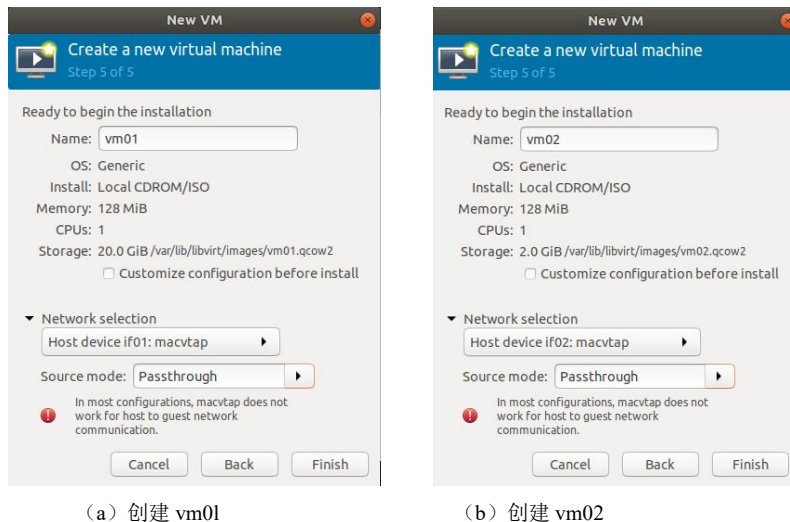 New VM
Create a new virtual machine
Step 5 of 5
Ready to begin the installation
Name: vm01
OS: Generic
Install: Local CDROM/ISO
Memory: 128 MiB
CPUs: 1
Storage: 20.0 GiB /var/lib/libvirt/images/vm01.qcow2
Customize configuration before install
Network selection
Host device if01: macvtap
Source mode: Passthrough
In most configurations, macvtap does not
work for host to guest network
communication.
Cancel Back Finish
(a)创建 vm0l
New VM
Create a new virtual machine
Step 5 of 5
Ready to begin the installation
Name: vm02
OS: Generic
Install: Local CDROM/ISO
Memory: 128 MiB
CPUs: 1
Storage: 2.0 GiB /var/lib/libvirt/images/vm02.qcow2
Customize configuration before install
Network selection
Host device if02: macvtap
Source mode: Passthrough
In most configurations, macvtap does not
work for host to guest network
communication.
Cancel Back Finish
(b)创建 vm02